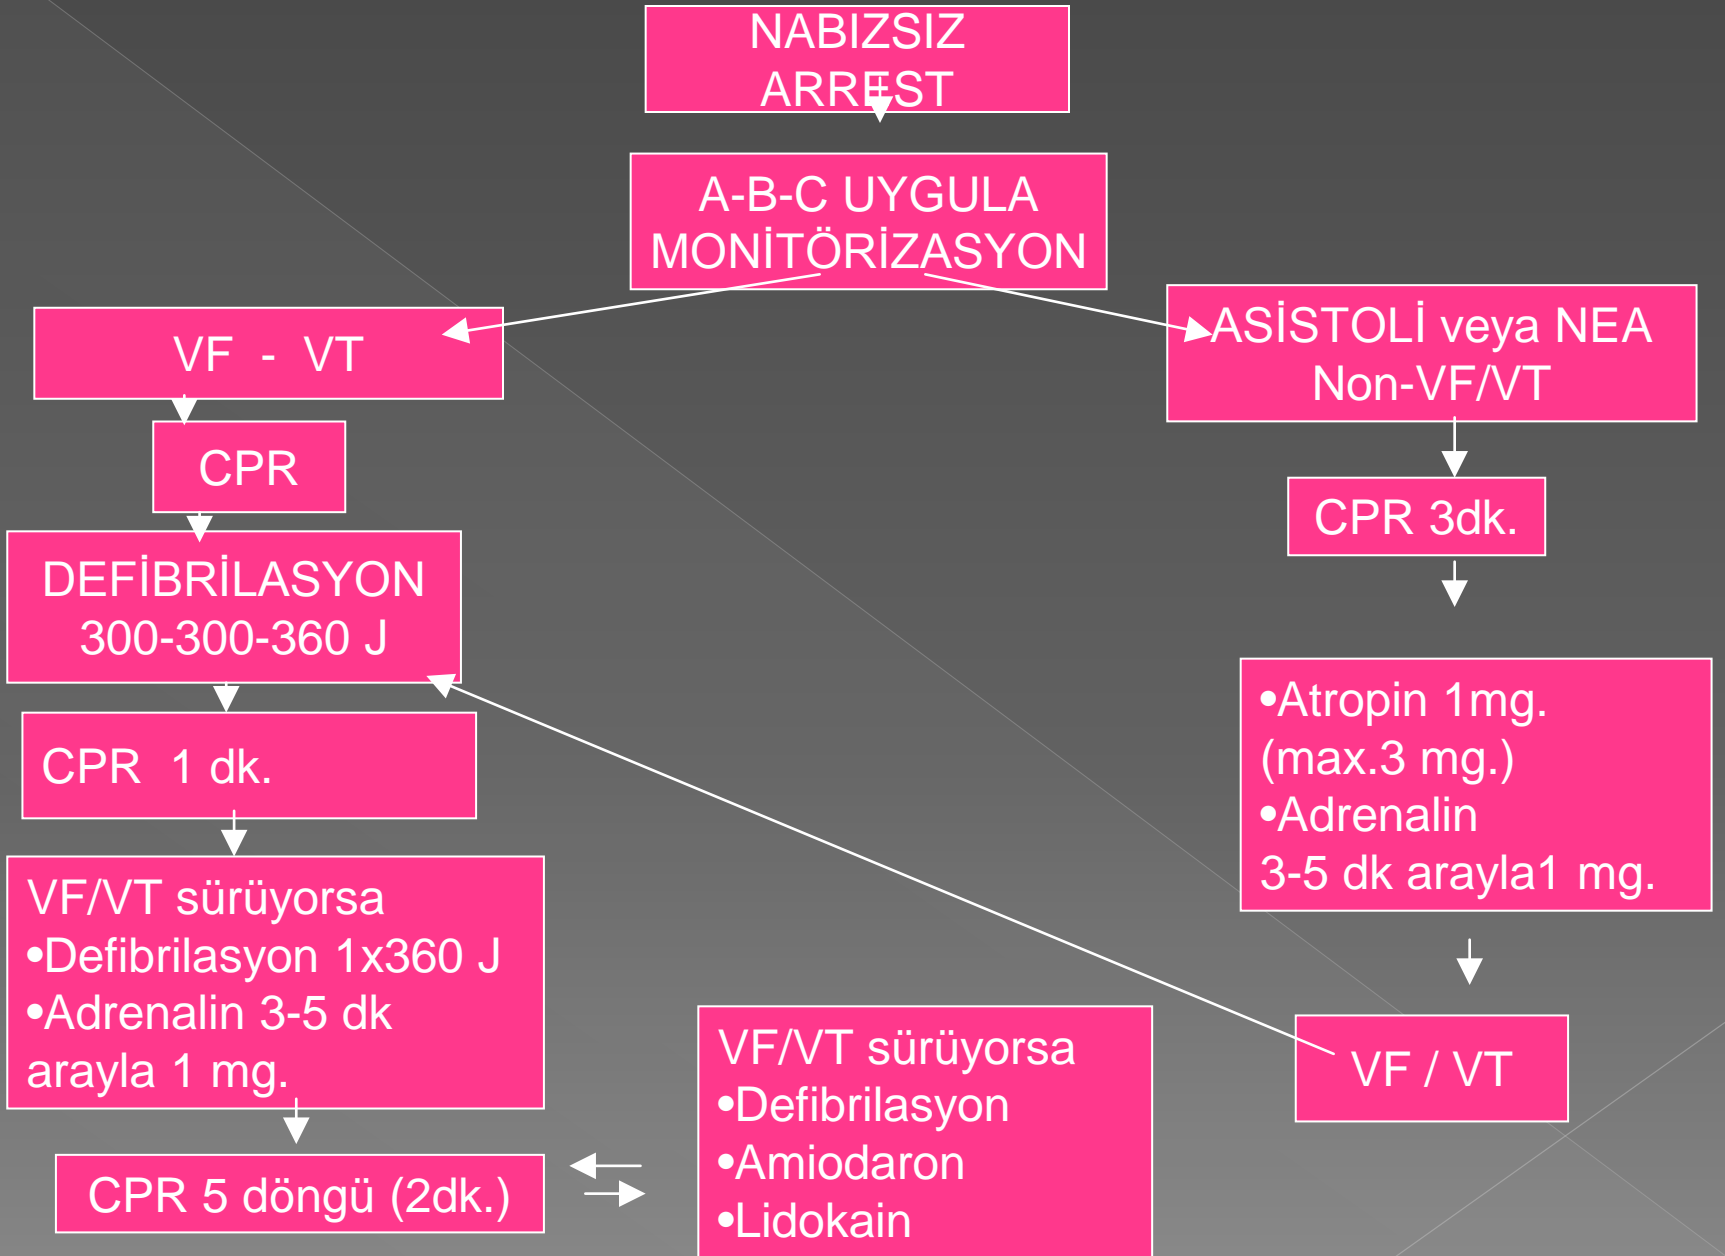 NABIZSIZ
ARREST
A-B-C UYGULA
MONİTÖRİZASYON
VF - VT
CPR
DEFİBRİLASYON
300-300-360 J
CPR 1 dk.
VF/VT sürüyorsa
•Defibrilasyon 1x360 J
•Adrenalin 3-5 dk
arayla 1 mg.
CPR 5 döngü (2dk.)
VF/VT sürüyorsa
•Defibrilasyon
•Amiodaron
•Lidokain
ASİSTOLİ veya NEA
Non-VF/VT
CPR 3dk.
•Atropin 1mg.
(max.3 mg.)
•Adrenalin
3-5 dk arayla1 mg.
VF / VT